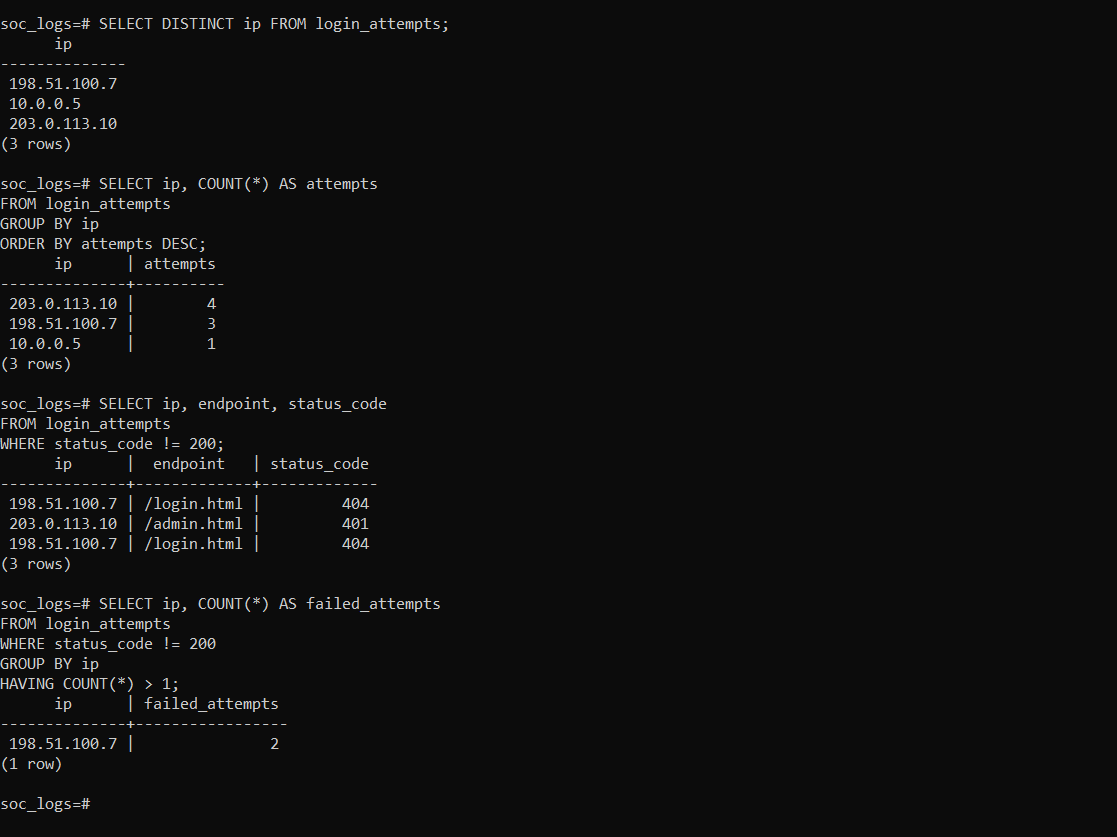 soc_logs=# SELECT DISTINCT ip FROM login_attempts;
      ip
--------------
 198.51.100.7
 10.0.0.5
 203.0.113.10
(3 rows)

soc_logs=# SELECT ip, COUNT(*) AS attempts
FROM login_attempts
GROUP BY ip
ORDER BY attempts DESC;
      ip      | attempts
--------------+----------
 203.0.113.10 |        4
 198.51.100.7 |        3
 10.0.0.5     |        1
(3 rows)

soc_logs=# SELECT ip, endpoint, status_code
FROM login_attempts
WHERE status_code != 200;
      ip      |  endpoint   | status_code
--------------+-------------+-------------
 198.51.100.7 | /login.html |         404
 203.0.113.10 | /admin.html |         401
 198.51.100.7 | /login.html |         404
(3 rows)

soc_logs=# SELECT ip, COUNT(*) AS failed_attempts
FROM login_attempts
WHERE status_code != 200
GROUP BY ip
HAVING COUNT(*) > 1;
      ip      | failed_attempts
--------------+-----------------
 198.51.100.7 |               2
(1 row)

soc_logs=#